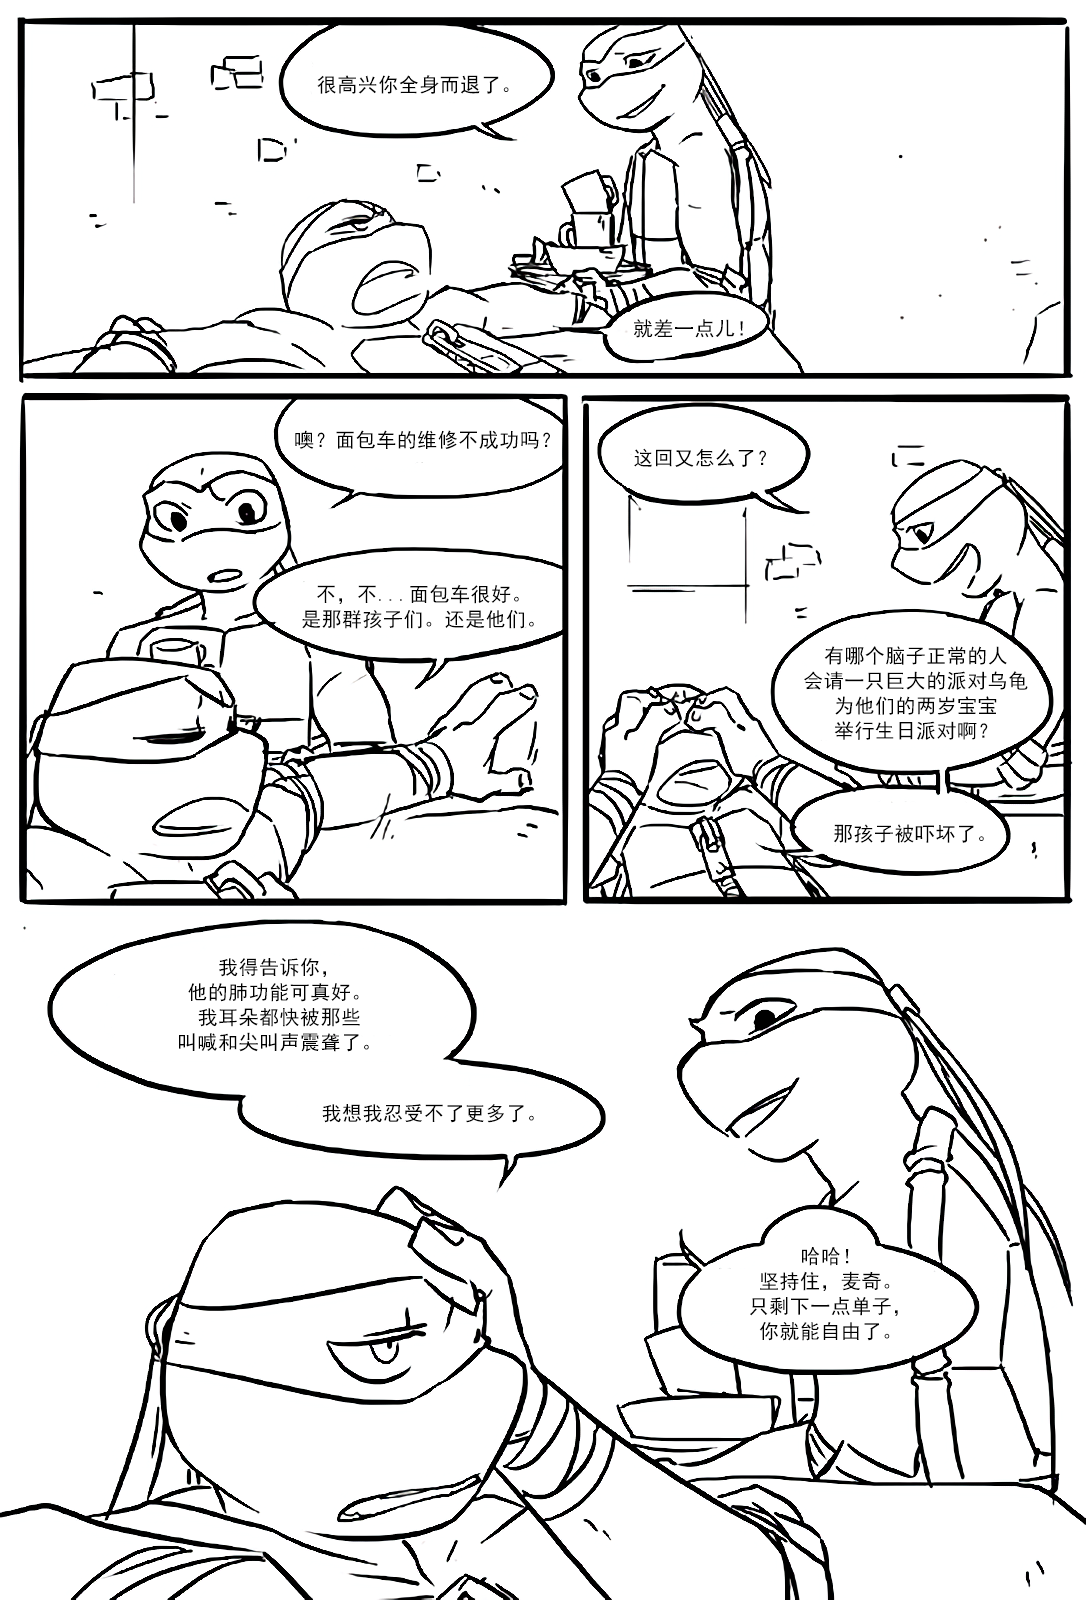 很高兴你全身而退了。
就差一点儿！
噢？面包车的维修不成功吗？
不，不...面包车很好。
是那群孩子们。还是他们。
这回又怎么了？
有哪个脑子正常的人
会请一只巨大的派对乌龟
为他们的两岁宝宝
举行生日派对啊？
那孩子被吓坏了。
我得告诉你，
他的肺功能可真好。
我耳朵都快被那些
叫喊和尖叫声震聋了。
我想我忍受不了更多了。
哈哈！
坚持住，麦奇。
只剩下一点单子，
你就能自由了。